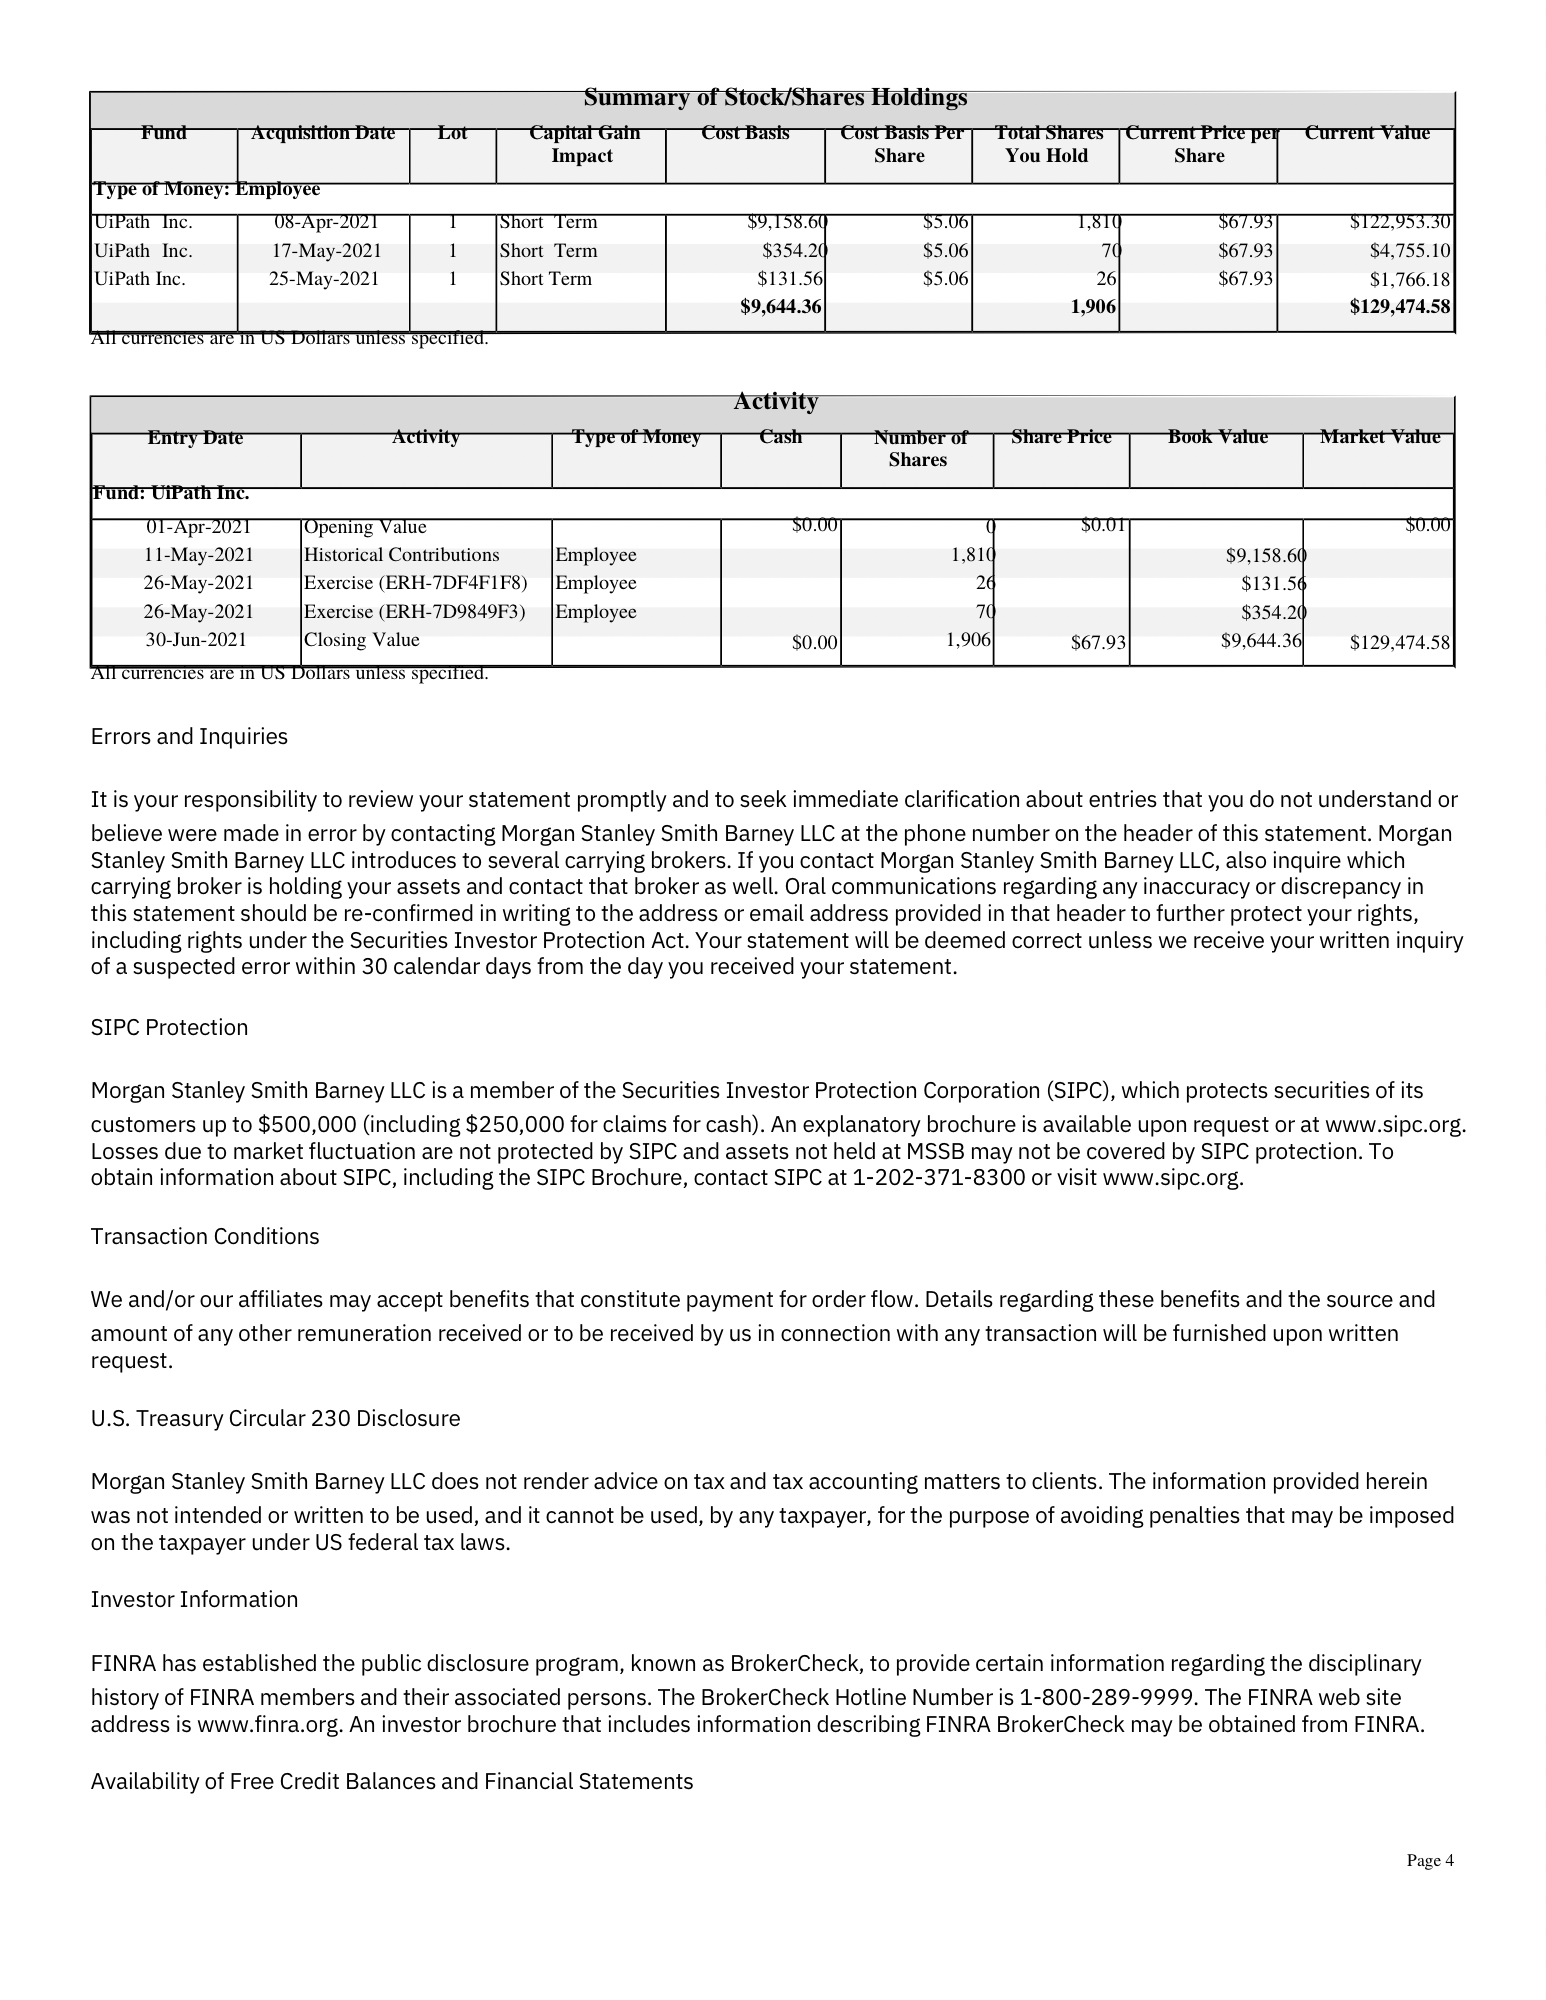 Summary of Stock/Shares Holdings
Fund Acquisition Date Lot Capital Gain Impact Cost Basis Cost Basis Per Share Total Shares You Hold Current Price per Share Current Value
Type of Money: Employee
UiPath Inc. 08-Apr-2021 1 Short Term $9,158.60 $5.06 1,810 $67.93 $122,953.30
UiPath Inc. 17-May-2021 1 Short Term $354.20 $5.06 70 $67.93 $4,755.10
UiPath Inc. 25-May-2021 1 Short Term $131.56 $5.06 26 $67.93 $1,766.18
$9,644.36 1,906 $129,474.58
All currencies are in US Dollars unless specified.
Activity
Entry Date Activity Type of Money Cash Number of Shares Share Price Book Value Market Value
Fund: UiPath Inc.
01-Apr-2021 Opening Value $0.00 0 $0.01 $0.00
11-May-2021 Historical Contributions Employee 1,810 $9,158.60
26-May-2021 Exercise (ERH-7DF4F1F8) Employee 26 $131.56
26-May-2021 Exercise (ERH-7D9849F3) Employee 70 $354.20
30-Jun-2021 Closing Value $0.00 1,906 $67.93 $9,644.36 $129,474.58
All currencies are in US Dollars unless specified.
Errors and Inquiries
It is your responsibility to review your statement promptly and to seek immediate clarification about entries that you do not understand or
believe were made in error by contacting Morgan Stanley Smith Barney LLC at the phone number on the header of this statement. Morgan
Stanley Smith Barney LLC introduces to several carrying brokers. If you contact Morgan Stanley Smith Barney LLC, also inquire which
carrying broker is holding your assets and contact that broker as well. Oral communications regarding any inaccuracy or discrepancy in
this statement should be re-confirmed in writing to the address or email address provided in that header to further protect your rights,
including rights under the Securities Investor Protection Act. Your statement will be deemed correct unless we receive your written inquiry
of a suspected error within 30 calendar days from the day you received your statement.
SIPC Protection
Morgan Stanley Smith Barney LLC is a member of the Securities Investor Protection Corporation (SIPC), which protects securities of its
customers up to $500,000 (including $250,000 for claims for cash). An explanatory brochure is available upon request or at www.sipc.org.
Losses due to market fluctuation are not protected by SIPC and assets not held at MSSB may not be covered by SIPC protection. To
obtain information about SIPC, including the SIPC Brochure, contact SIPC at 1-202-371-8300 or visit www.sipc.org.
Transaction Conditions
We and/or our affiliates may accept benefits that constitute payment for order flow. Details regarding these benefits and the source and
amount of any other remuneration received or to be received by us in connection with any transaction will be furnished upon written
request.
U.S. Treasury Circular 230 Disclosure
Morgan Stanley Smith Barney LLC does not render advice on tax and tax accounting matters to clients. The information provided herein
was not intended or written to be used, and it cannot be used, by any taxpayer, for the purpose of avoiding penalties that may be imposed
on the taxpayer under US federal tax laws.
Investor Information
FINRA has established the public disclosure program, known as BrokerCheck, to provide certain information regarding the disciplinary
history of FINRA members and their associated persons. The BrokerCheck Hotline Number is 1-800-289-9999. The FINRA web site
address is www.finra.org. An investor brochure that includes information describing FINRA BrokerCheck may be obtained from FINRA.
Availability of Free Credit Balances and Financial Statements
Page 4